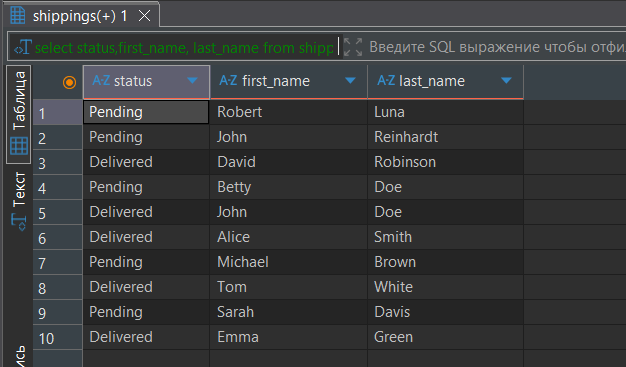 shippings(+) 1
select status,first_name, last_name from shipp
Введите SQL выражение чтобы отфи
Таблица
Текст
A-Z status
A-Z first_name
A-Z last_name
1 Pending Robert Luna
2 Pending John Reinhardt
3 Delivered David Robinson
4 Pending Betty Doe
5 Delivered John Doe
6 Delivered Alice Smith
7 Pending Michael Brown
8 Delivered Tom White
9 Pending Sarah Davis
10 Delivered Emma Green
ись